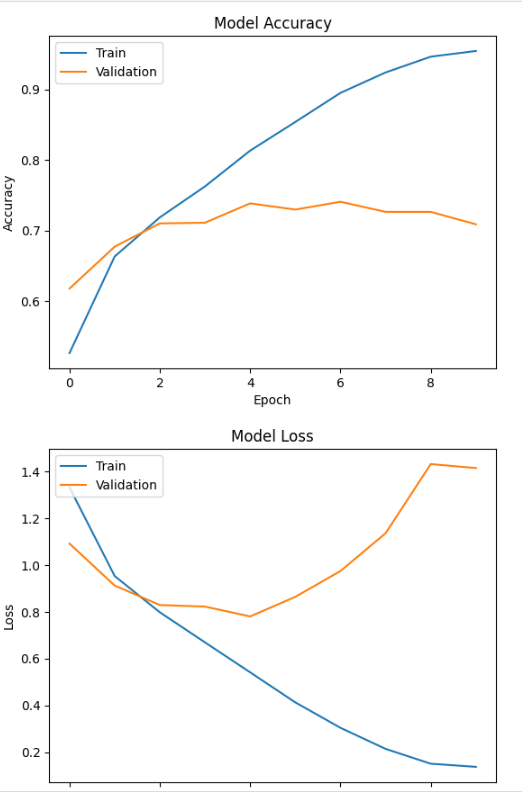 Model Accuracy
Train
Validation
0.9
0.8
0.7
0.6
Accuracy
0 2 4 6 8
Epoch
Model Loss
Train
Validation
1.4
1.2
1.0
0.8
0.6
0.4
0.2
Loss